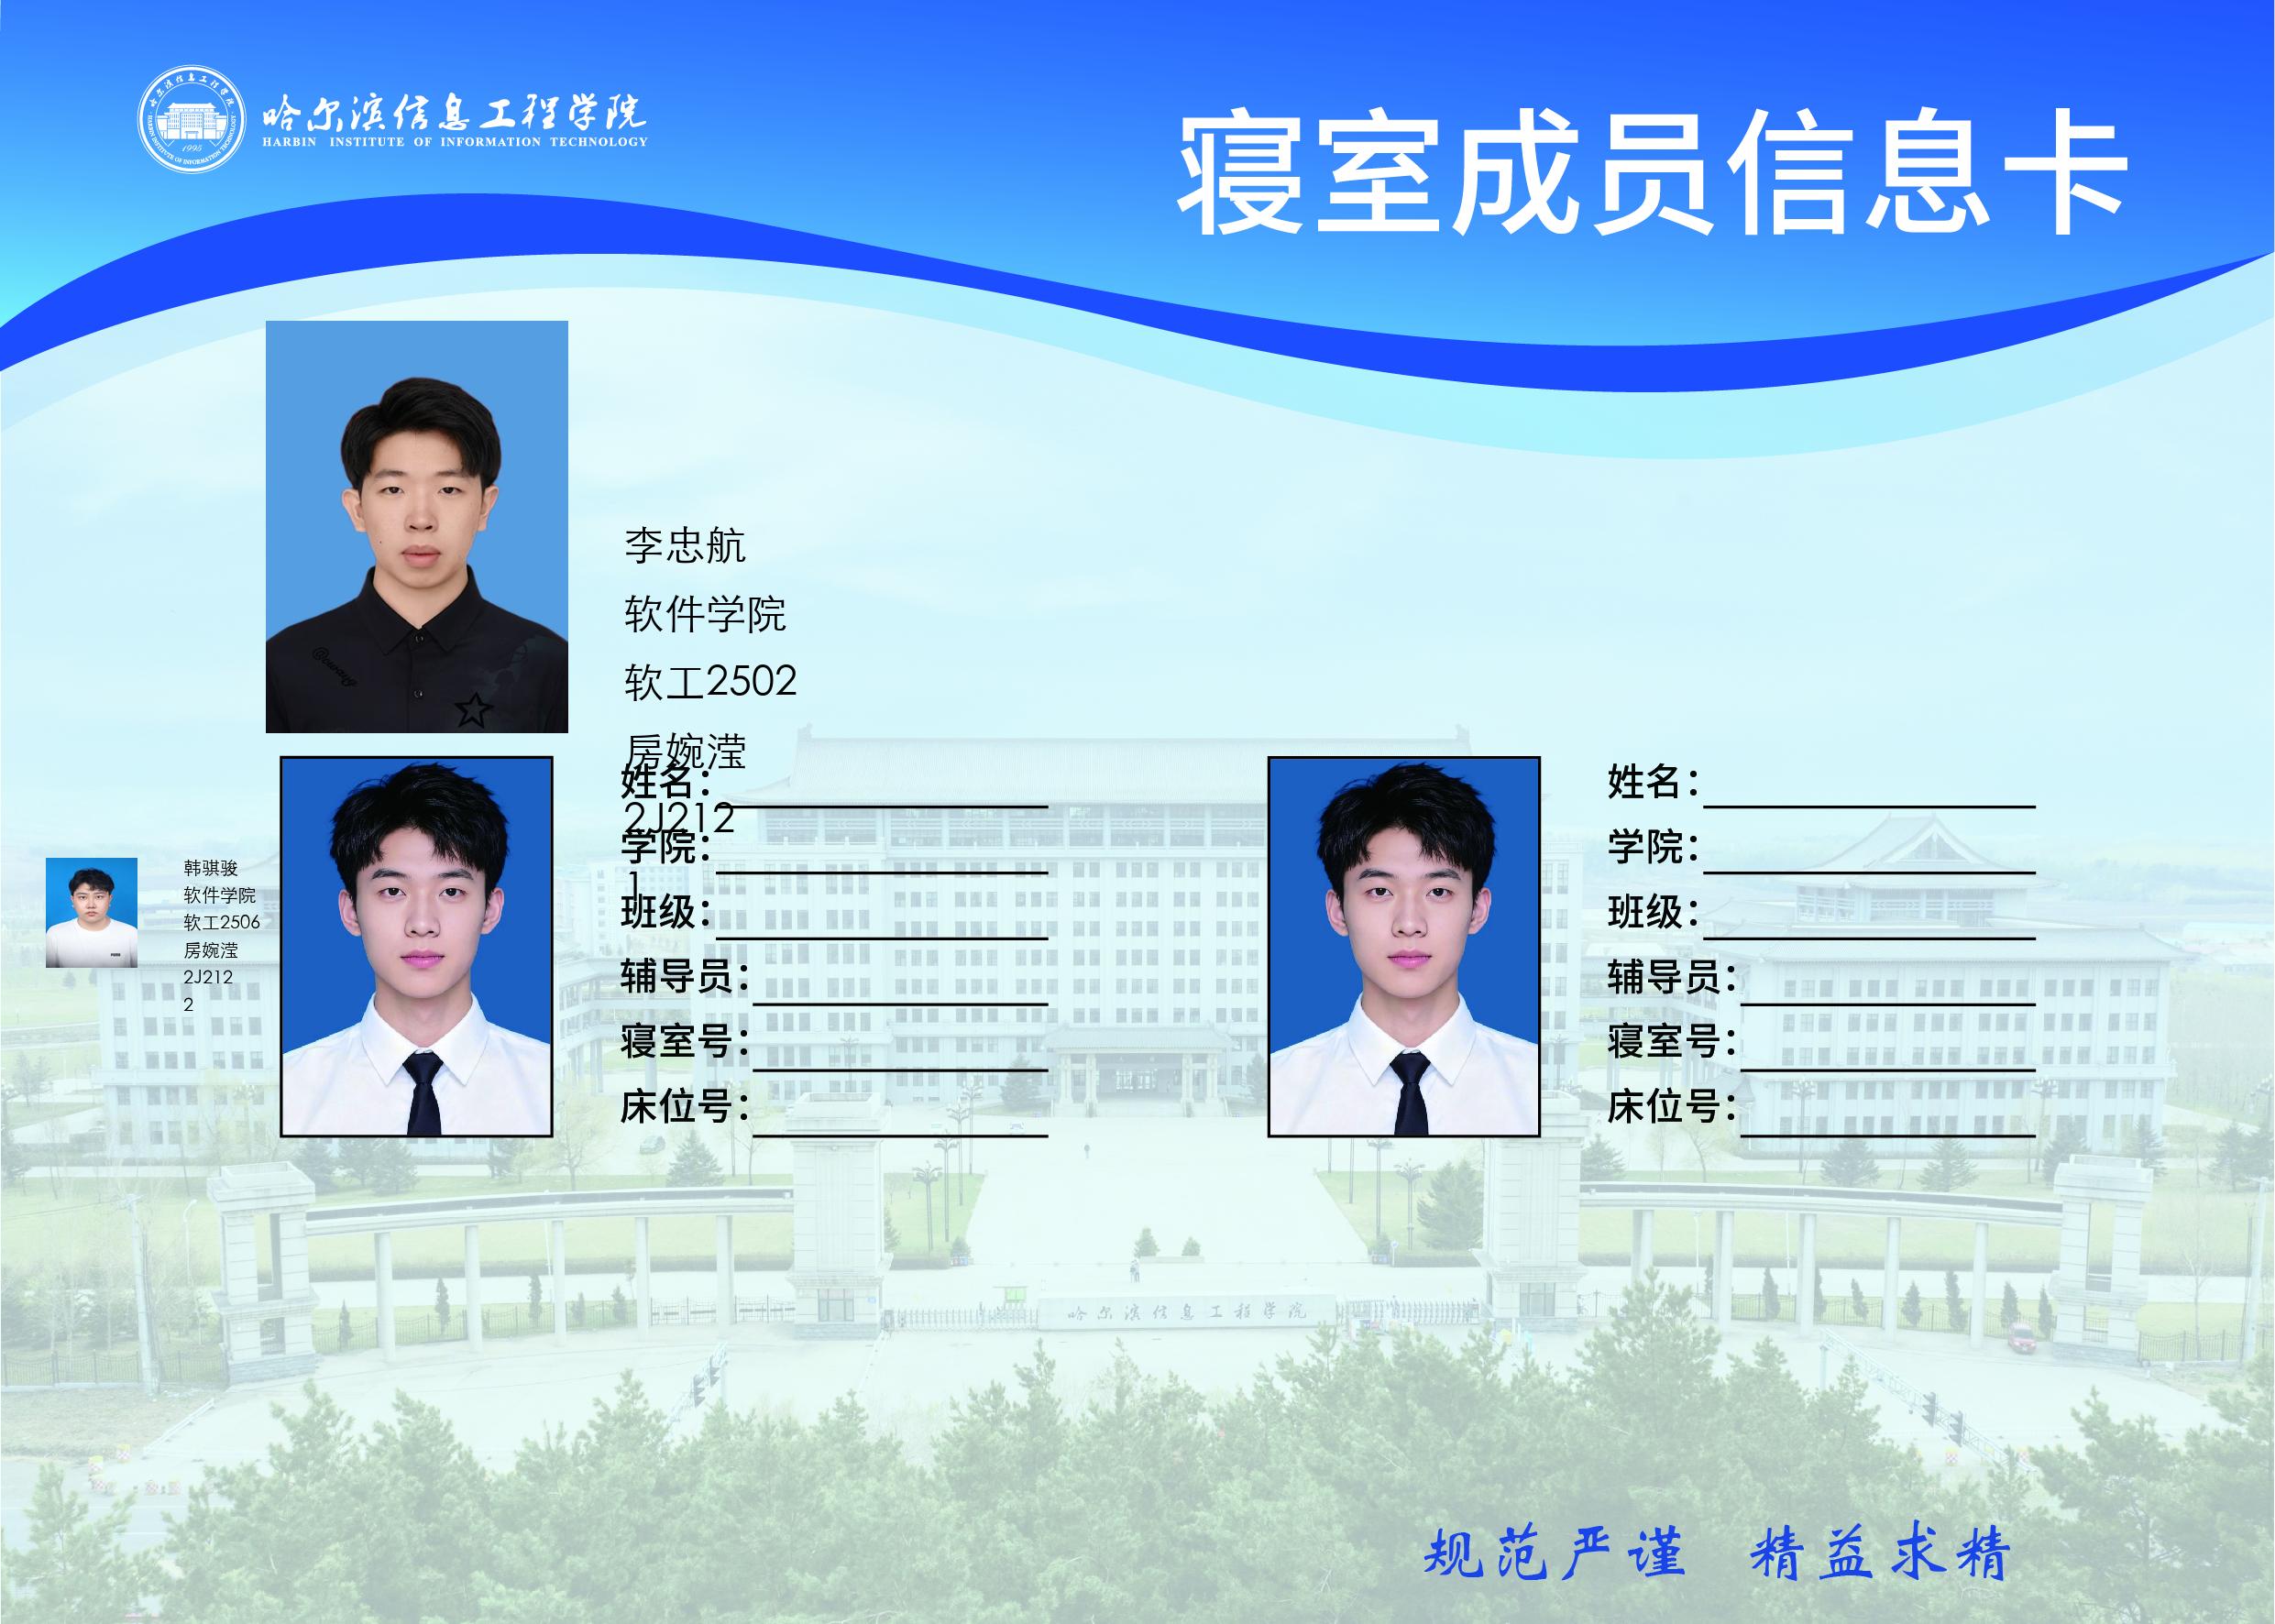 哈尔滨信息工程学院
HARBIN INSTITUTE OF INFORMATION TECHNOLOGY
1995
寝室成员信息卡
李忠航
软件学院
软工2502
房婉滢
2J212
1
韩骐骏
软件学院
软工2506
房婉滢
2J212
2
姓名：
学院：
班级：
辅导员：
寝室号：
床位号：
姓名：
学院：
班级：
辅导员：
寝室号：
床位号：
哈尔滨信息工程学院
规范严谨 精益求精